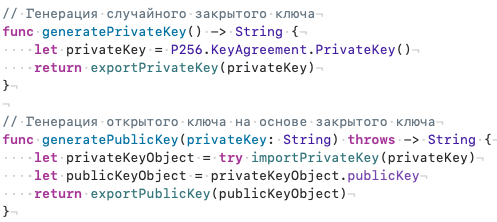 // Генерация случайного закрытого ключа
func generatePrivateKey() -> String {
    let privateKey = P256.KeyAgreement.PrivateKey()
    return exportPrivateKey(privateKey)
}

// Генерация открытого ключа на основе закрытого ключа
func generatePublicKey(privateKey: String) throws -> String {
    let privateKeyObject = try importPrivateKey(privateKey)
    let publicKeyObject = privateKeyObject.publicKey
    return exportPublicKey(publicKeyObject)
}